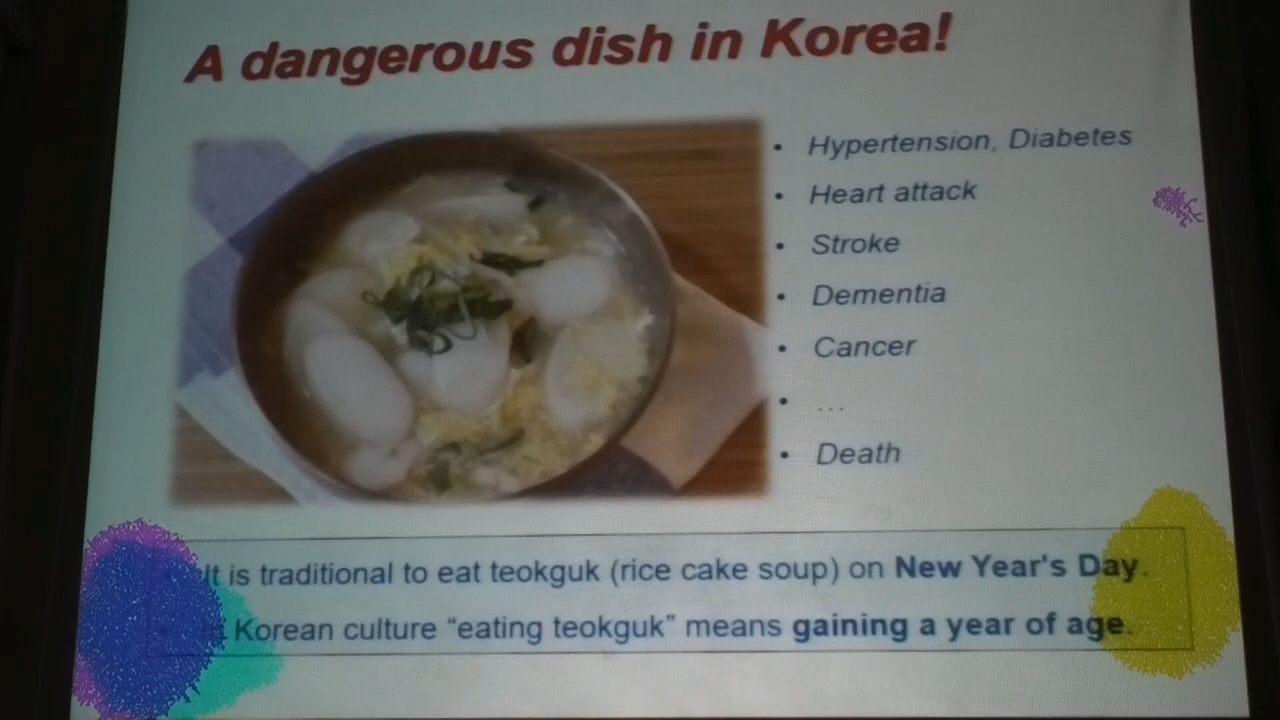 A dangerous dish in Korea!
• Hypertension, Diabetes
• Heart attack
• Stroke
• Dementia
• Cancer
• ...
• Death
It is traditional to eat teokguk (rice cake soup) on New Year's Day.
Korean culture “eating teokguk” means gaining a year of age.